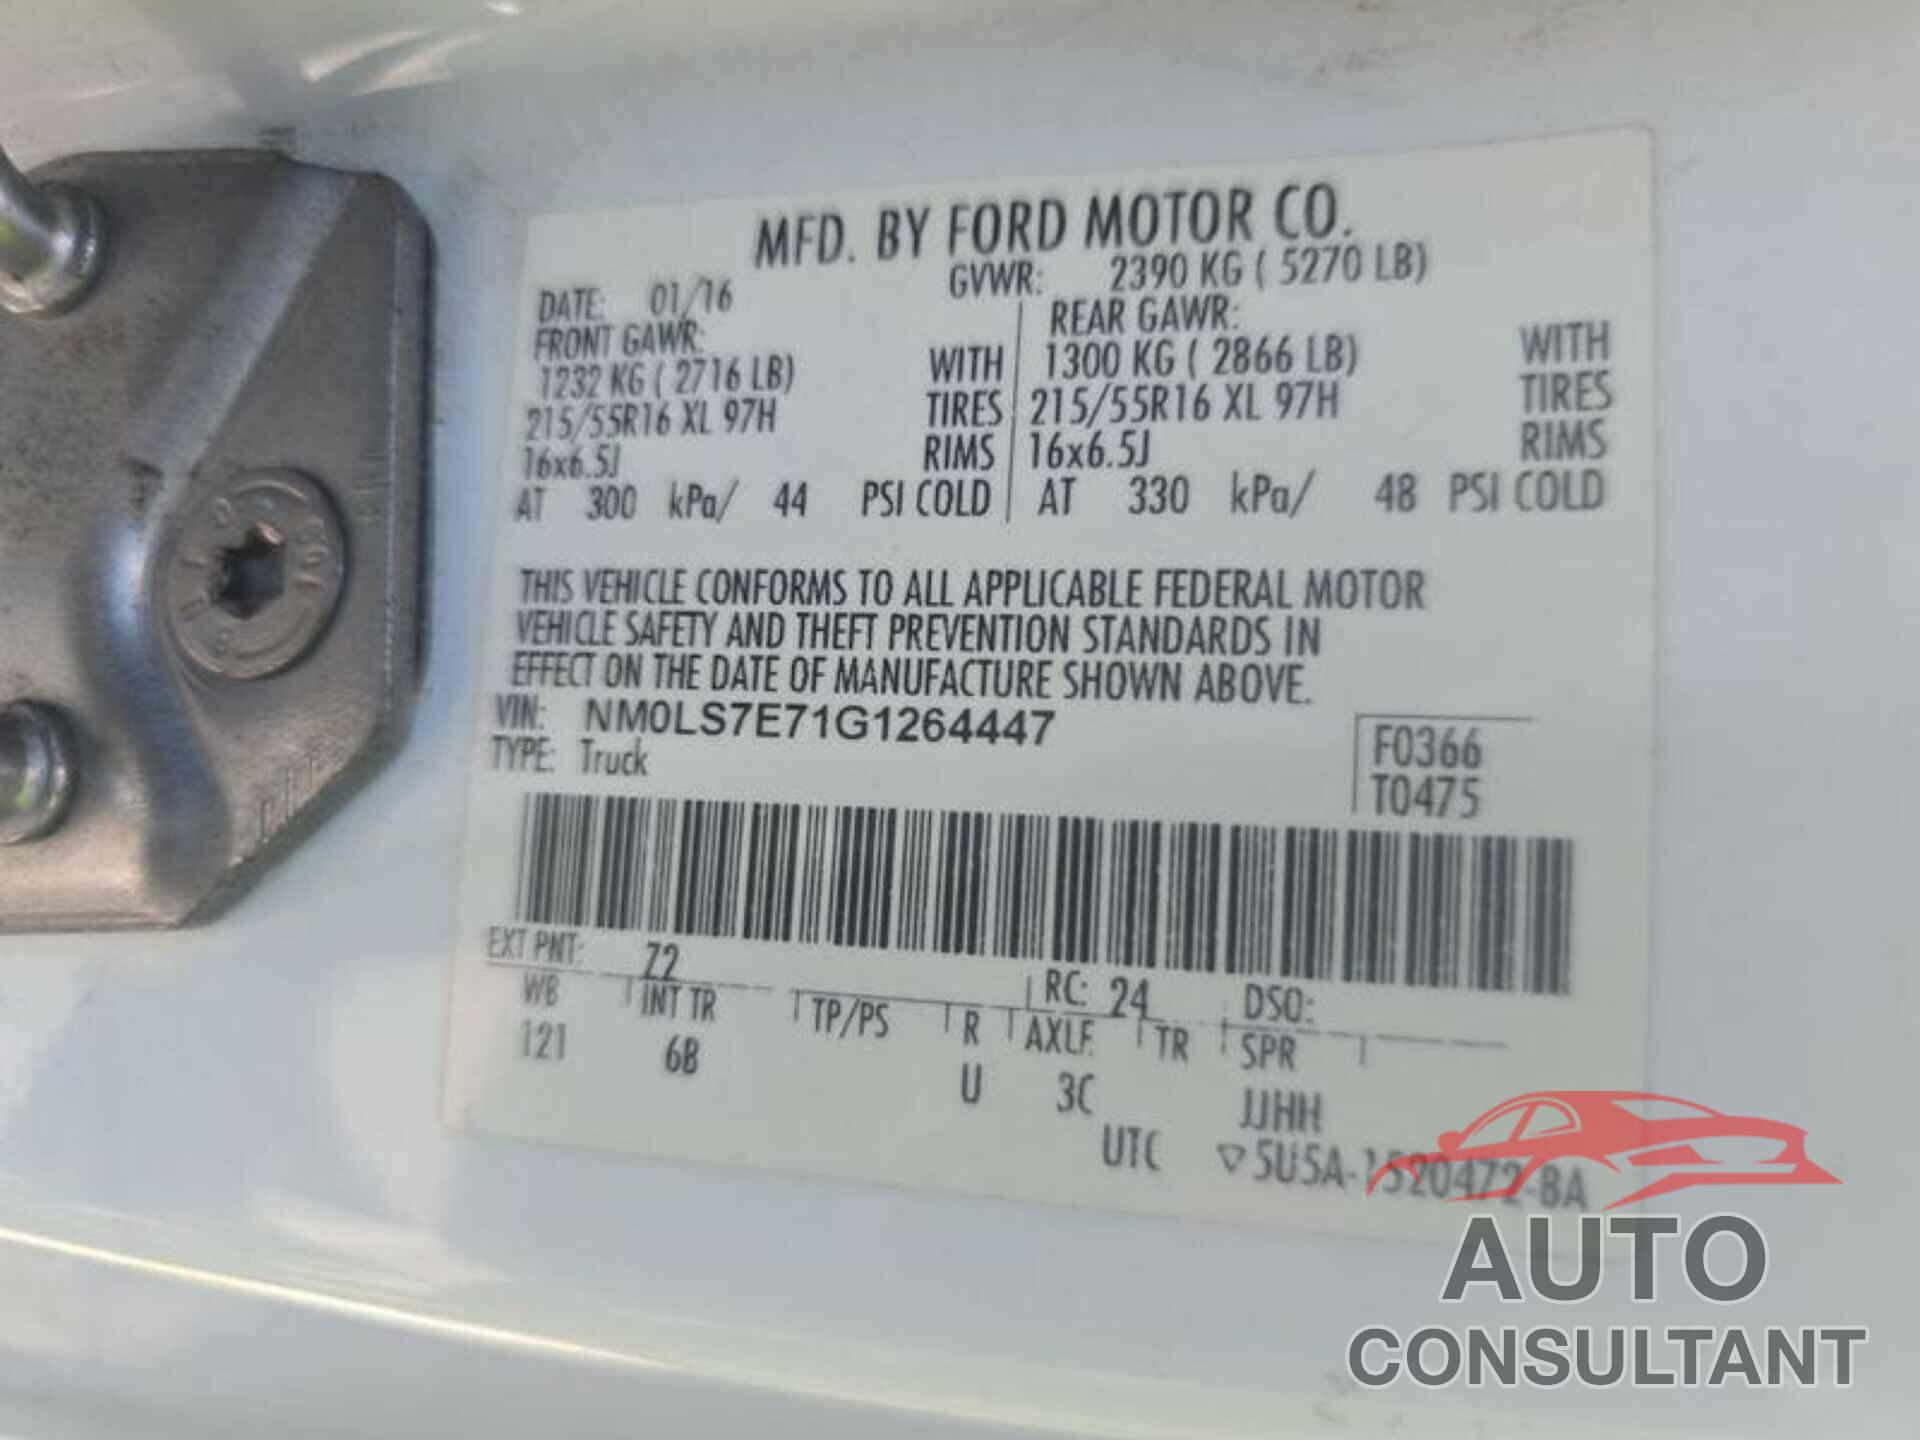 MFD. BY FORD MOTOR CO.
DATE: 01/16 GVWR: 2390 KG ( 5270 LB)
FRONT GAWR: REAR GAWR:
1232 KG ( 2716 LB) WITH 1300 KG ( 2866 LB) WITH
215/55R16 XL 97H TIRES 215/55R16 XL 97H TIRES
16x6.5J RIMS 16x6.5J RIMS
AT 300 kPa/ 44 PSI COLD AT 330 kPa/ 48 PSI COLD
THIS VEHICLE CONFORMS TO ALL APPLICABLE FEDERAL MOTOR
VEHICLE SAFETY AND THEFT PREVENTION STANDARDS IN
EFFECT ON THE DATE OF MANUFACTURE SHOWN ABOVE.
VIN: NM0LS7E71G1264447
TYPE: Truck
F0366
T0475
EXT PNT: Z2 RC: 24 DSO:
WB INT TR TP/PS R AXLE TR SPR
121 6B U 3C JJHH
UTC ▽5U5A-1520472-BA
AUTO
CONSULTANT